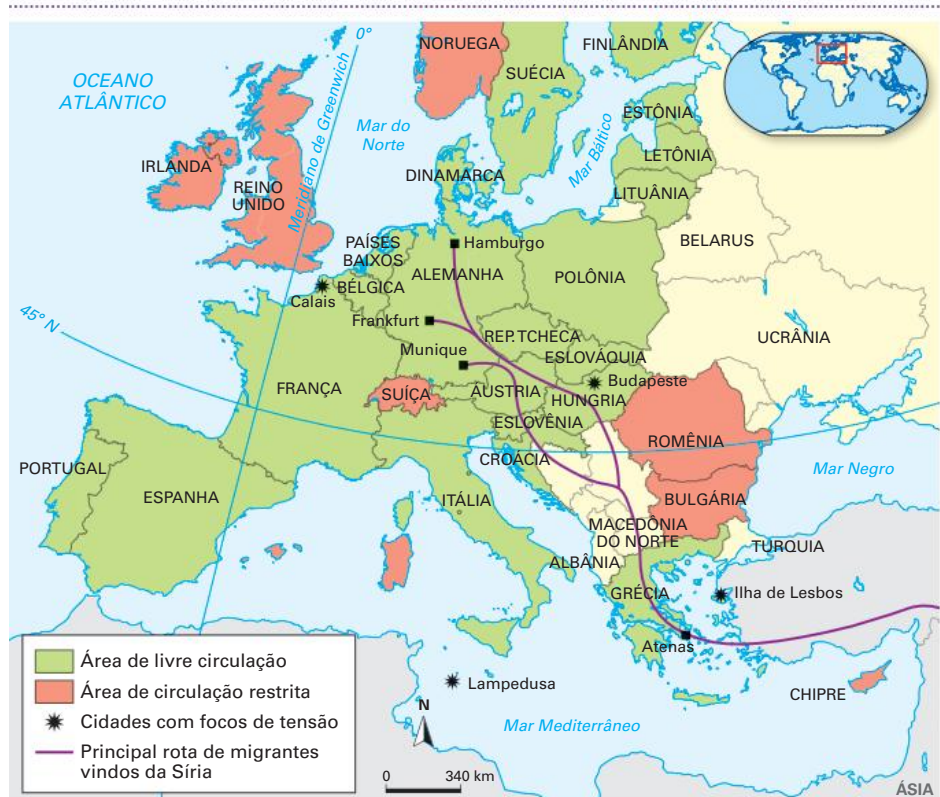 0°
NORUEGA
FINLÂNDIA
SUÉCIA
OCEANO
ATLÂNTICO
Meridiano de Greenwich
Mar do
Norte
Mar Báltico
ESTÔNIA
LETÔNIA
LITUÂNIA
DINAMARCA
IRLANDA
REINO
UNIDO
BELARUS
PAÍSES
BAIXOS
Hamburgo
ALEMANHA
POLÔNIA
Calais
BÉLGICA
45° N
Frankfurt
REP. TCHECA
UCRÂNIA
Munique
ESLOVÁQUIA
Budapeste
FRANÇA
SUÍÇA
ÁUSTRIA
HUNGRIA
ESLOVÊNIA
ROMÊNIA
CROÁCIA
PORTUGAL
ESPANHA
ITÁLIA
Mar Negro
BULGÁRIA
MACEDÔNIA
DO NORTE
TURQUIA
ALBÂNIA
GRÉCIA
Ilha de Lesbos
Atenas
Área de livre circulação
Área de circulação restrita
Cidades com focos de tensão
Principal rota de migrantes
vindos da Síria
Lampedusa
N
CHIPRE
Mar Mediterrâneo
0 340 km
ÁSIA